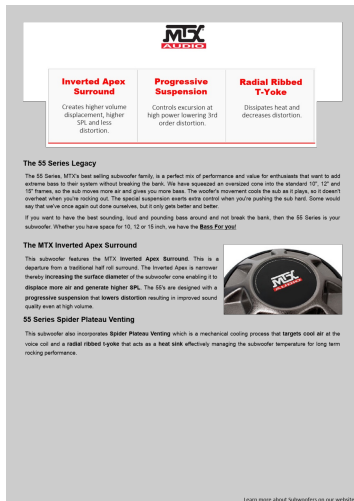 MTX
AUDIO
Inverted Apex
Surround
Creates higher volume
displacement, higher
SPL and less
distortion.
Progressive
Suspension
Controls excursion at
high power lowering 3rd
order distortion.
Radial Ribbed
T-Yoke
Dissipates heat and
decreases distortion.
The 55 Series Legacy
The 55 Series, MTX's best selling subwoofer family, is a perfect mix of performance and value for enthusiasts that want to add
extreme bass to their system without breaking the bank. We have squeezed an oversized cone into the standard 10", 12" and
15" frames, so the sub moves more air and gives you more bass. The woofer's movement cools the sub as it plays, so it doesn't
overheat when you're rocking out. The special suspension exerts extra control when you're pushing the sub hard. Some would
say that we've once again out done ourselves, but it only gets better and better.
If you want to have the best sounding, loud and pounding bass around and not break the bank, then the 55 Series is your
subwoofer. Whether you have space for 10, 12 or 15 inch, we have the Bass For you!
The MTX Inverted Apex Surround
This subwoofer features the MTX Inverted Apex Surround. This is a
departure from a traditional half roll surround. The Inverted Apex is narrower
thereby increasing the surface diameter of the subwoofer cone enabling it to
displace more air and generate higher SPL. The 55's are designed with a
progressive suspension that lowers distortion resulting in improved sound
quality even at high volume.
MTX
AUDIO
55 Series Spider Plateau Venting
This subwoofer also incorporates Spider Plateau Venting which is a mechanical cooling process that targets cool air at the
voice coil and a radial ribbed t-yoke that acts as a heat sink effectively managing the subwoofer temperature for long term
rocking performance.
Learn more about Subwoofers on our website